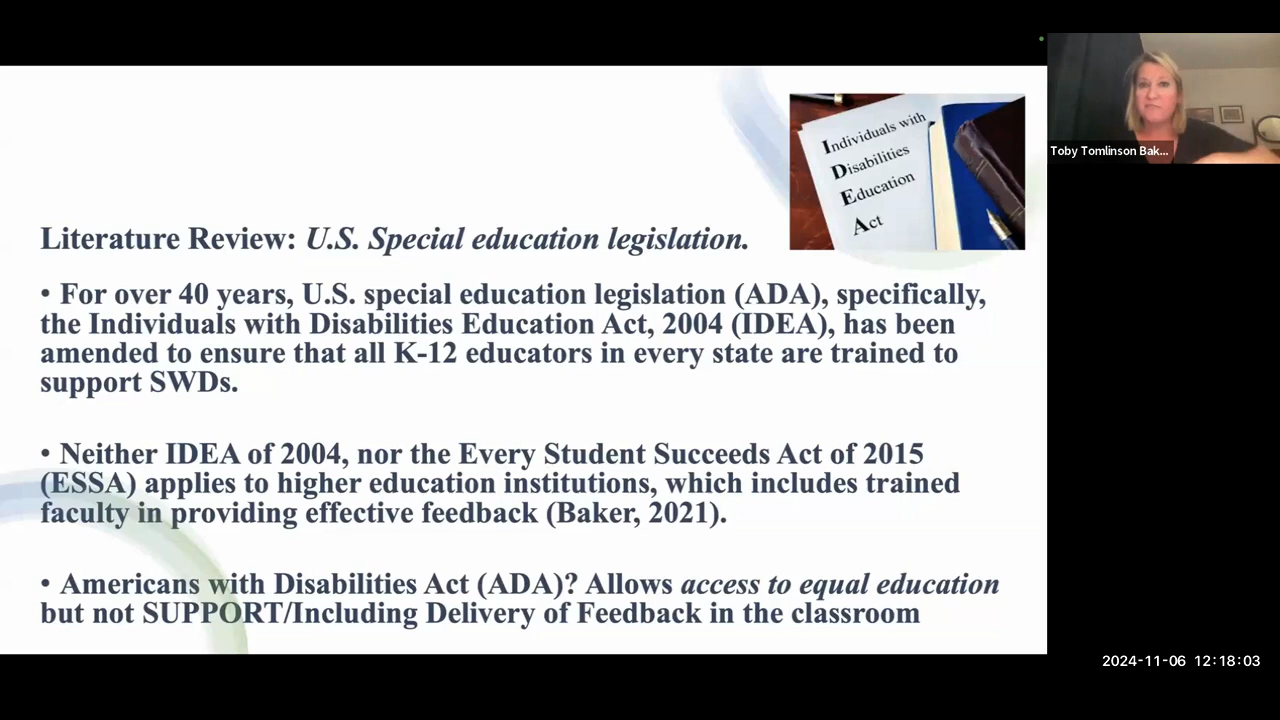 Individuals with
Disabilities
Education
Act
Toby Tomlinson Bak...
Literature Review: U.S. Special education legislation.
• For over 40 years, U.S. special education legislation (ADA), specifically,
the Individuals with Disabilities Education Act, 2004 (IDEA), has been
amended to ensure that all K-12 educators in every state are trained to
support SWDs.
• Neither IDEA of 2004, nor the Every Student Succeeds Act of 2015
(ESSA) applies to higher education institutions, which includes trained
faculty in providing effective feedback (Baker, 2021).
• Americans with Disabilities Act (ADA)? Allows access to equal education
but not SUPPORT/Including Delivery of Feedback in the classroom
2024-11-06 12:18:03